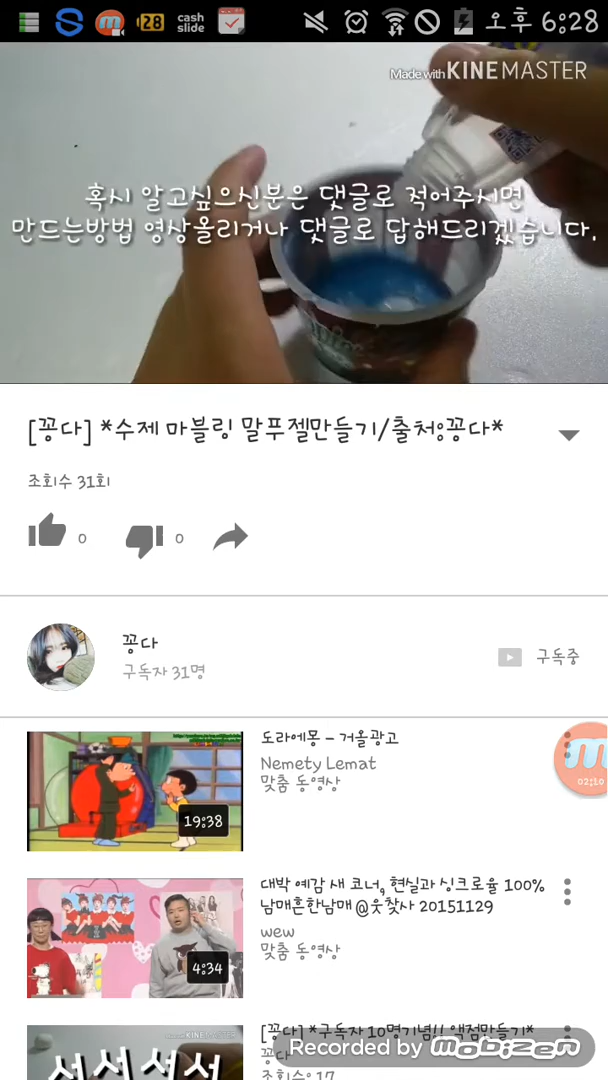 28
cash
slide
오후 6:28
Made with KINEMASTER
혹시 알고싶으신분은 댓글로 적어주시면
만드는방법 영상올리거나 댓글로 답해드리겠습니다.
[꽁다] *수제 마블링 말푸젤만들기/출처:꽁다*
조회수 31회
0
0
꽁다
구독자 31명
구독중
도라에몽 - 거울광고
Nemety Lemat
맞춤 동영상
19:38
02:10
대박 예감 새 코너, 현실과 싱크로율 100%
남매흔한남매 @웃찾사 20151129
wew
맞춤 동영상
4:34
[꽁다] *구독자 10명기념!! 액점만들기*
꽁다
조회수: 17
Recorded by Mobizen